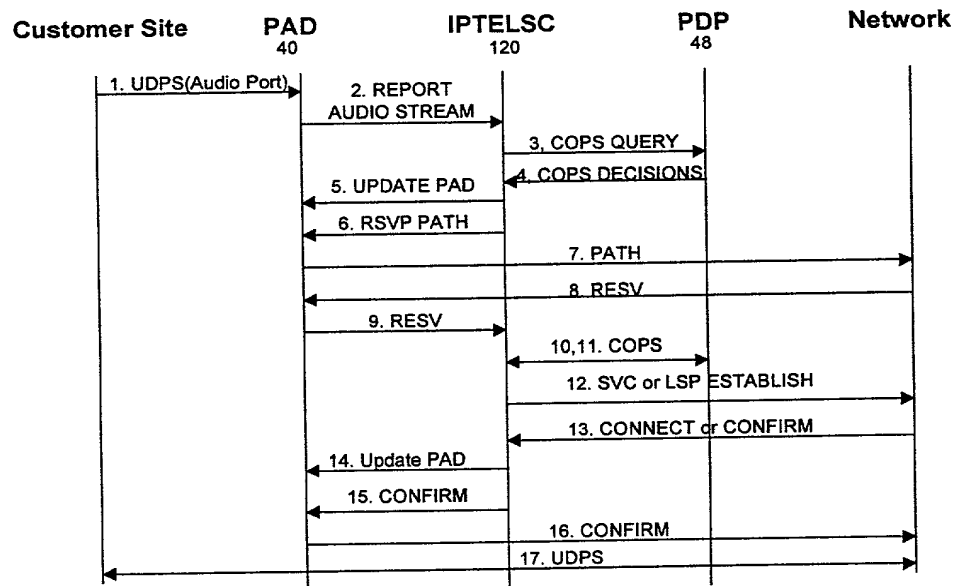 Customer Site PAD IPTELSC PDP Network
40 120 48
1. UDPS(Audio Port)
2. REPORT
AUDIO STREAM
3, COPS QUERY
4, COPS DECISIONS
5. UPDATE PAD
6. RSVP PATH
7. PATH
8. RESV
9. RESV
10,11. COPS
12. SVC or LSP ESTABLISH
13. CONNECT or CONFIRM
14. Update PAD
15. CONFIRM
16. CONFIRM
17. UDPS